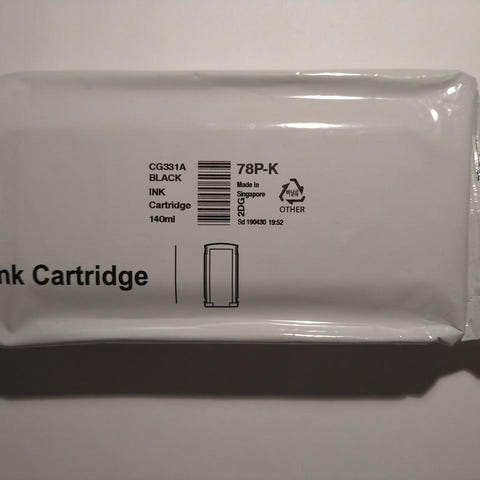 CG331A
BLACK
INK
Cartridge
140ml
78P-K
Made In
Singapore
2DG
Sd 190430 19:52
OTHER
nk Cartridge